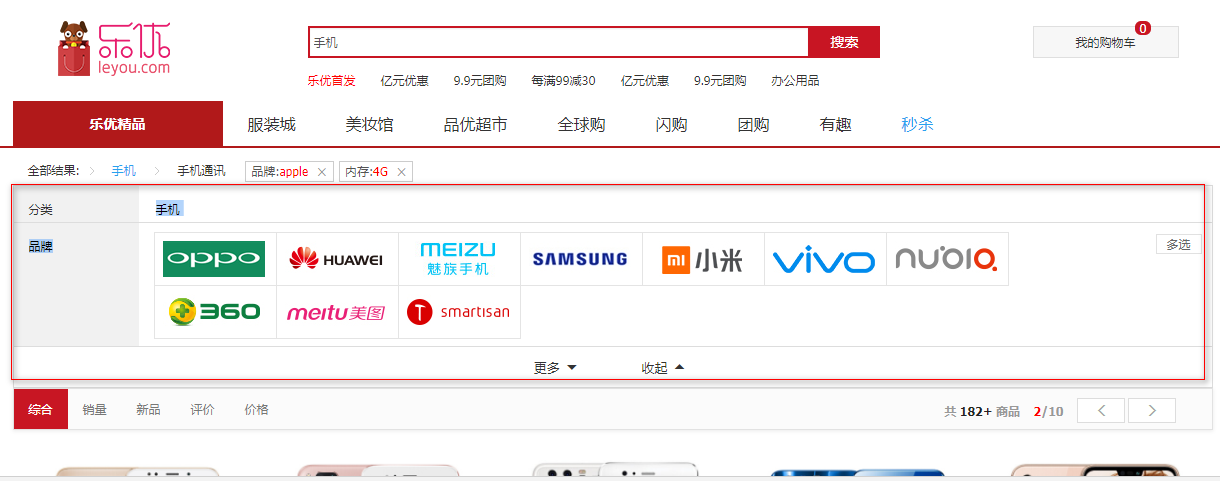 乐优
leyou.com
手机
搜索
我的购物车
0
乐优首发 亿元优惠 9.9元团购 每满99减30 亿元优惠 9.9元团购 办公用品
乐优精品 服装城 美妆馆 品优超市 全球购 闪购 团购 有趣 秒杀
全部结果: 手机 手机通讯 品牌:apple 内存:4G
分类 手机
品牌
oppo HUAWEI MEIZU 魅族手机 SAMSUNG mi 小米 vivo nubia
多选
360 meitu美图 T smartisan
更多 收起
综合 销量 新品 评价 价格 共 182+ 商品 2/10